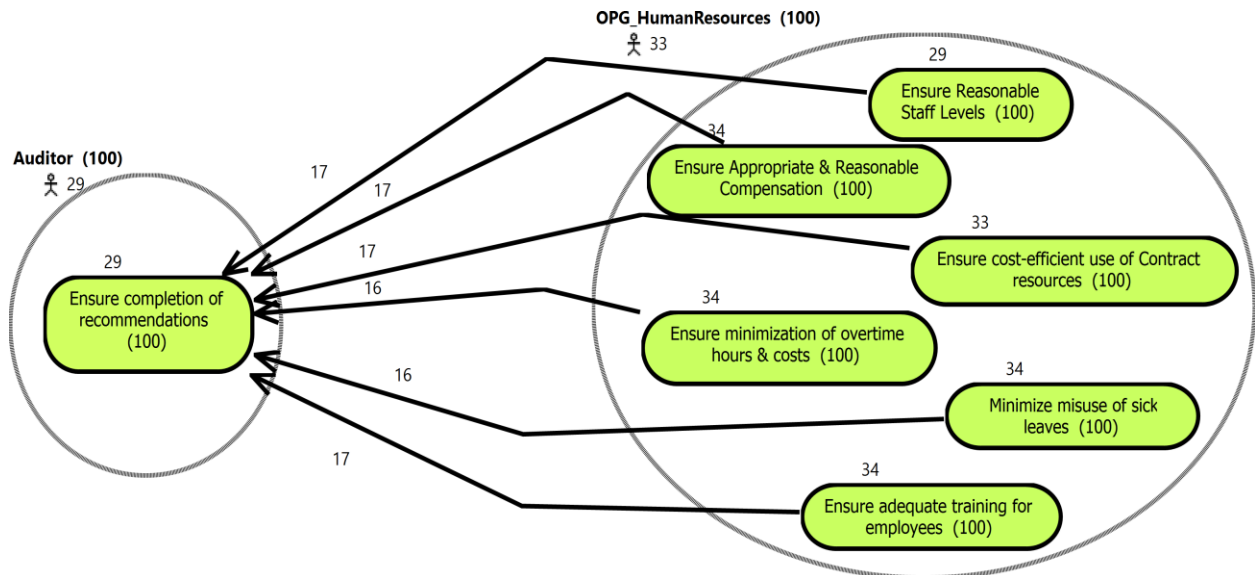 OPG_HumanResources (100)
33
29
Ensure Reasonable
Staff Levels (100)
34
Ensure Appropriate & Reasonable
Compensation (100)
Auditor (100)
29
17
17
17
16
16
17
29
Ensure completion of
recommendations
(100)
33
Ensure cost-efficient use of Contract
resources (100)
34
Ensure minimization of overtime
hours & costs (100)
34
Minimize misuse of sick
leaves (100)
34
Ensure adequate training for
employees (100)